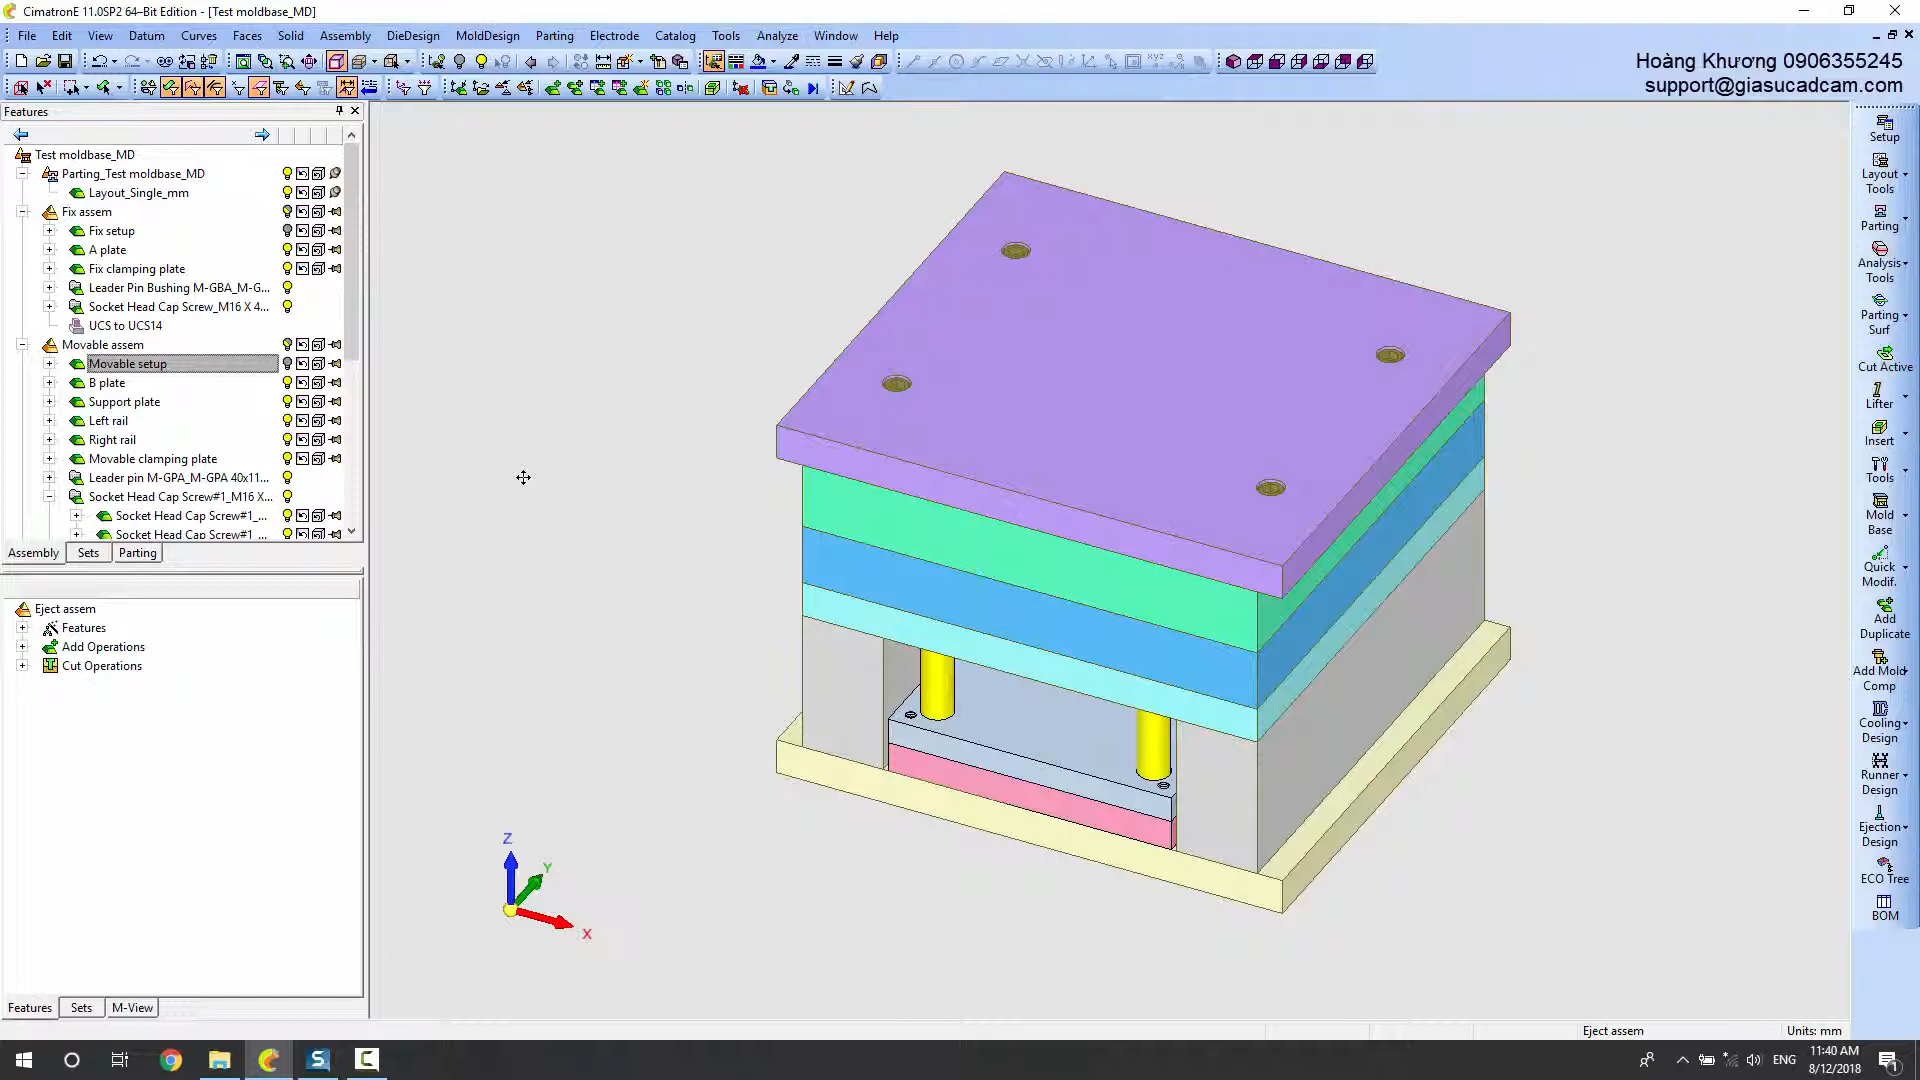 CimatronE 11.0SP2 64–Bit Edition - [Test moldbase_MD]
File Edit View Datum Curves Faces Solid Assembly DieDesign MoldDesign Parting Electrode Catalog Tools Analyze Window Help
Hoàng Khương 0906355245
support@giasucadcam.com
Features
Test moldbase_MD
Parting_Test moldbase_MD
Layout_Single_mm
Fix assem
Fix setup
A plate
Fix clamping plate
Leader Pin Bushing M-GBA_M-G...
Socket Head Cap Screw_M16 X 4...
UCS to UCS14
Movable assem
Movable setup
B plate
Support plate
Left rail
Right rail
Movable clamping plate
Leader pin M-GPA_M-GPA 40x11...
Socket Head Cap Screw#1_M16 X...
Socket Head Cap Screw#1_...
Socket Head Cap Screw#1_...
Assembly Sets Parting
Eject assem
Features
Add Operations
Cut Operations
Features Sets M-View
Z
Y
X
Setup
Layout
Tools
Parting
Analysis
Tools
Parting
Surf
Cut Active
Lifter
Insert
Tools
Mold
Base
Quick
Modif.
Add
Duplicate
Add Mold
Comp
Cooling
Design
Runner
Design
Ejection
Design
ECO Tree
BOM
Eject assem
Units: mm
ENG
11:40 AM
8/12/2018